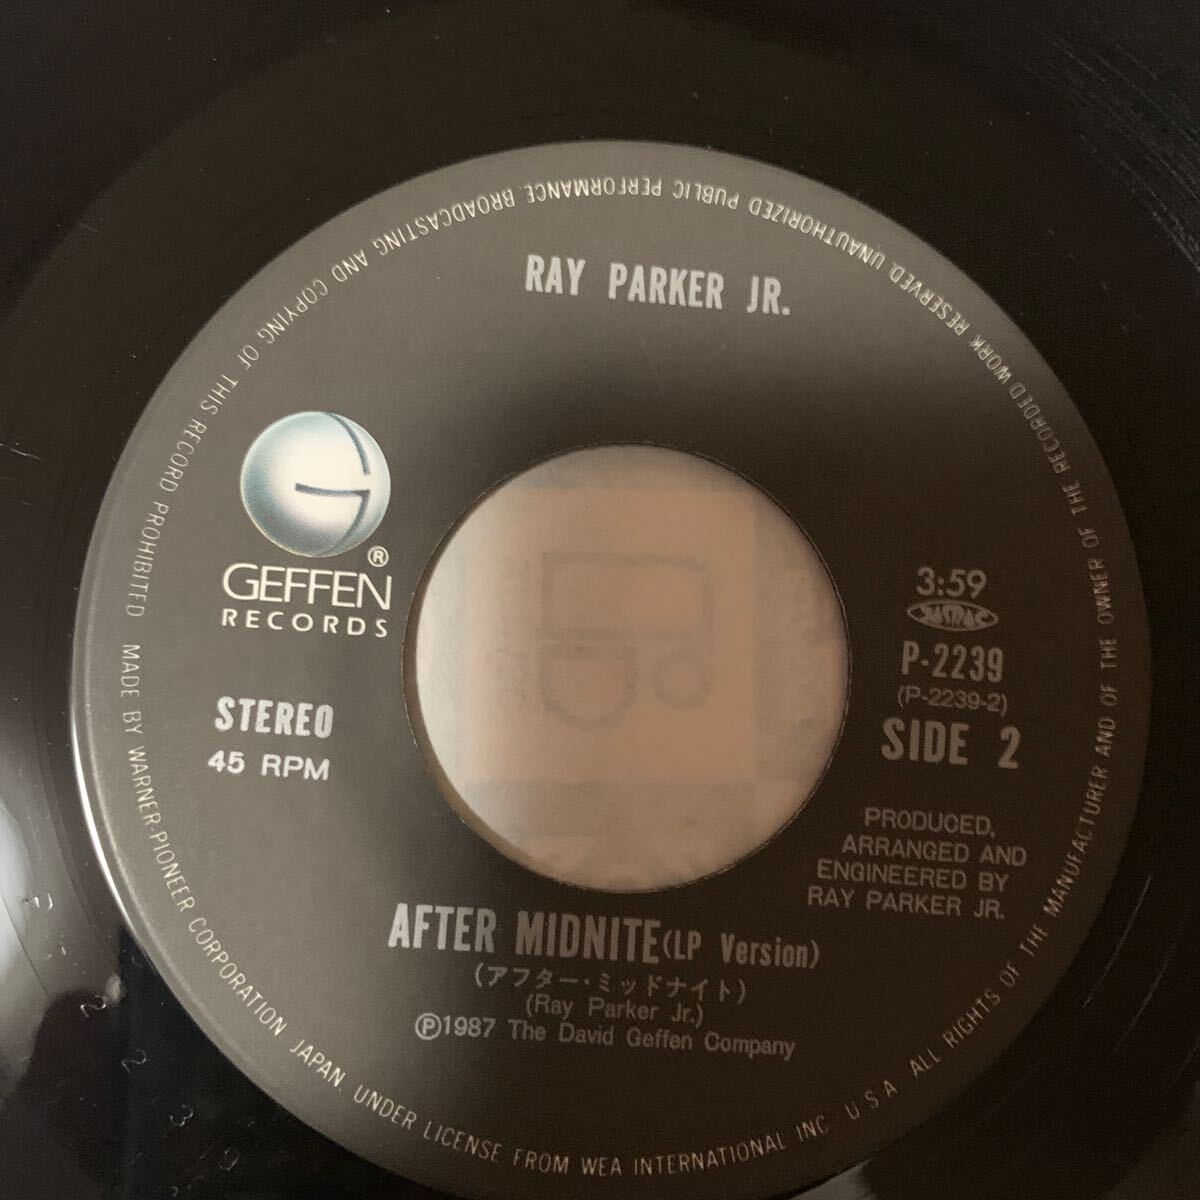 RAY PARKER JR.
GEFFEN
RECORDS
®
STEREO
45 RPM
3:59
JASRAC
P-2239
(P-2239-2)
SIDE 2
PRODUCED,
ARRANGED AND
ENGINEERED BY
RAY PARKER JR.
AFTER MIDNITE(LP Version)
(アフター・ミッドナイト)
(Ray Parker Jr.)
Ⓟ1987 The David Geffen Company
MADE BY WARNER-PIONEER CORPORATION JAPAN. UNDER LICENSE FROM WEA INTERNATIONAL INC. U.S.A. ALL RIGHTS OF THE MANUFACTURER AND OF THE OWNER OF THE RECORDED WORK RESERVED. UNAUTHORIZED PUBLIC PERFORMANCE. BROADCASTING AND COPYING OF THIS RECORD PROHIBITED